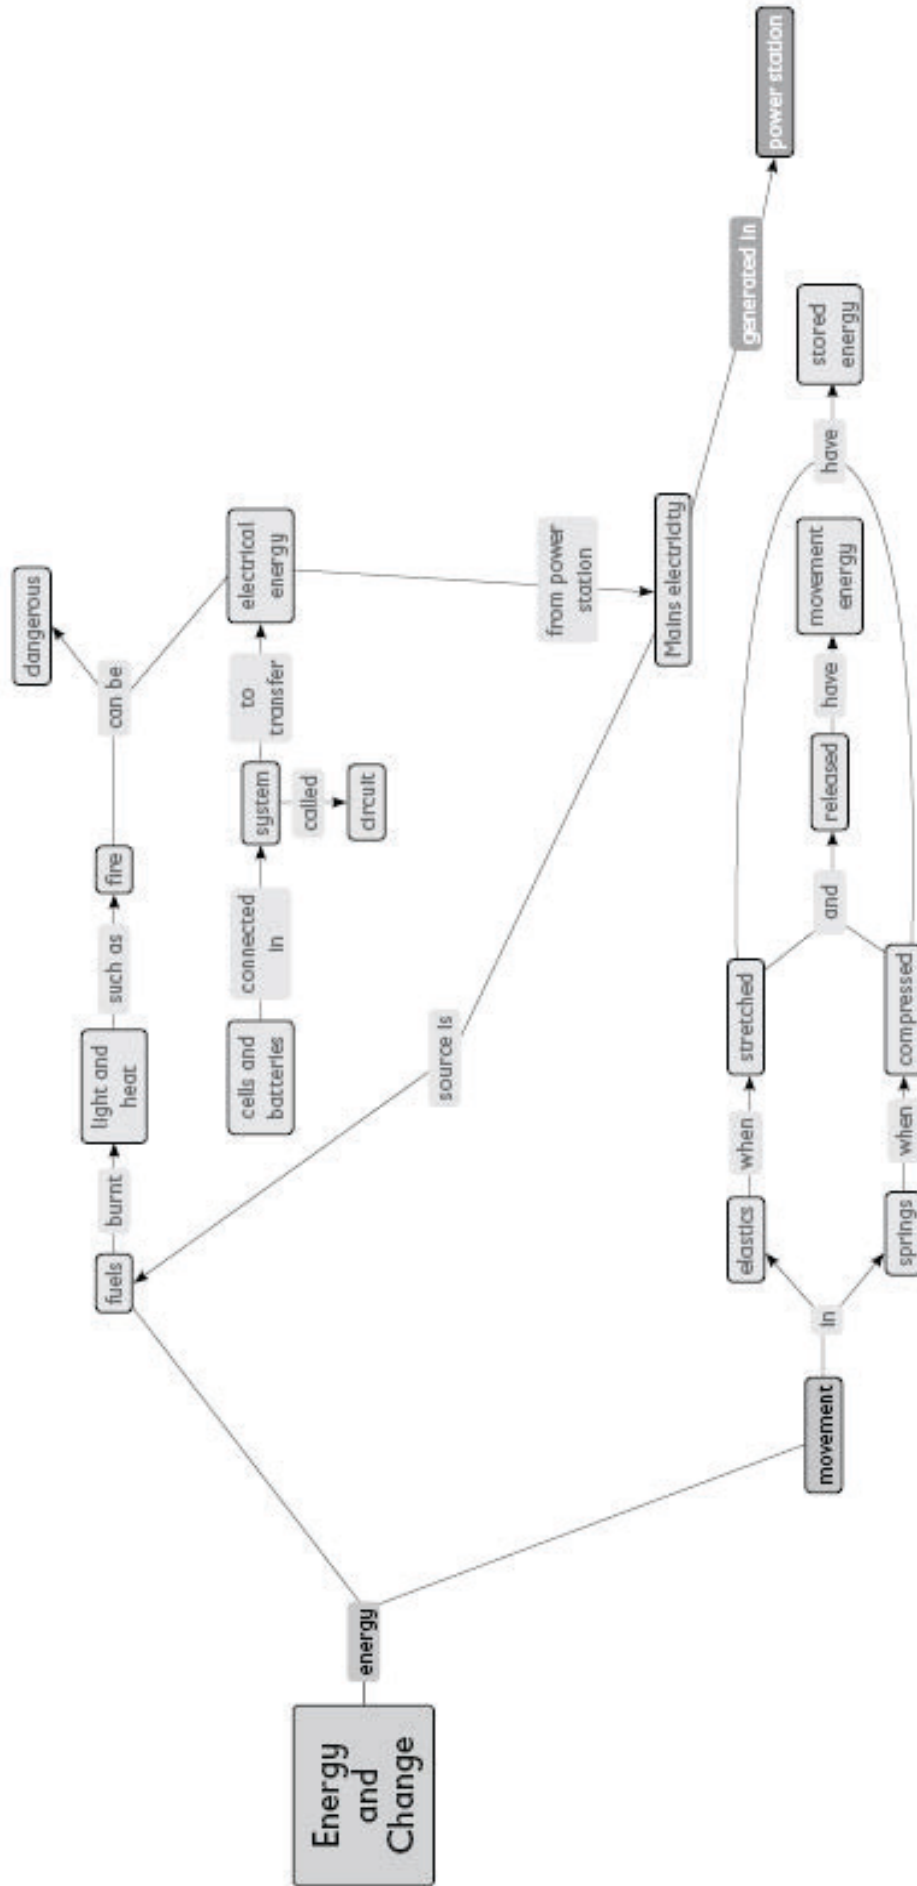 Energy
and
Change
energy
fuels
burnt
light and
heat
such as
fire
can be
dangerous
cells and
batteries
connected
in
system
called
circuit
to
transfer
electrical
energy
from power
station
Mains electricity
source is
generated in
power station
movement
in
elastics
when
stretched
springs
when
compressed
and
released
have
movement
energy
have
stored
energy